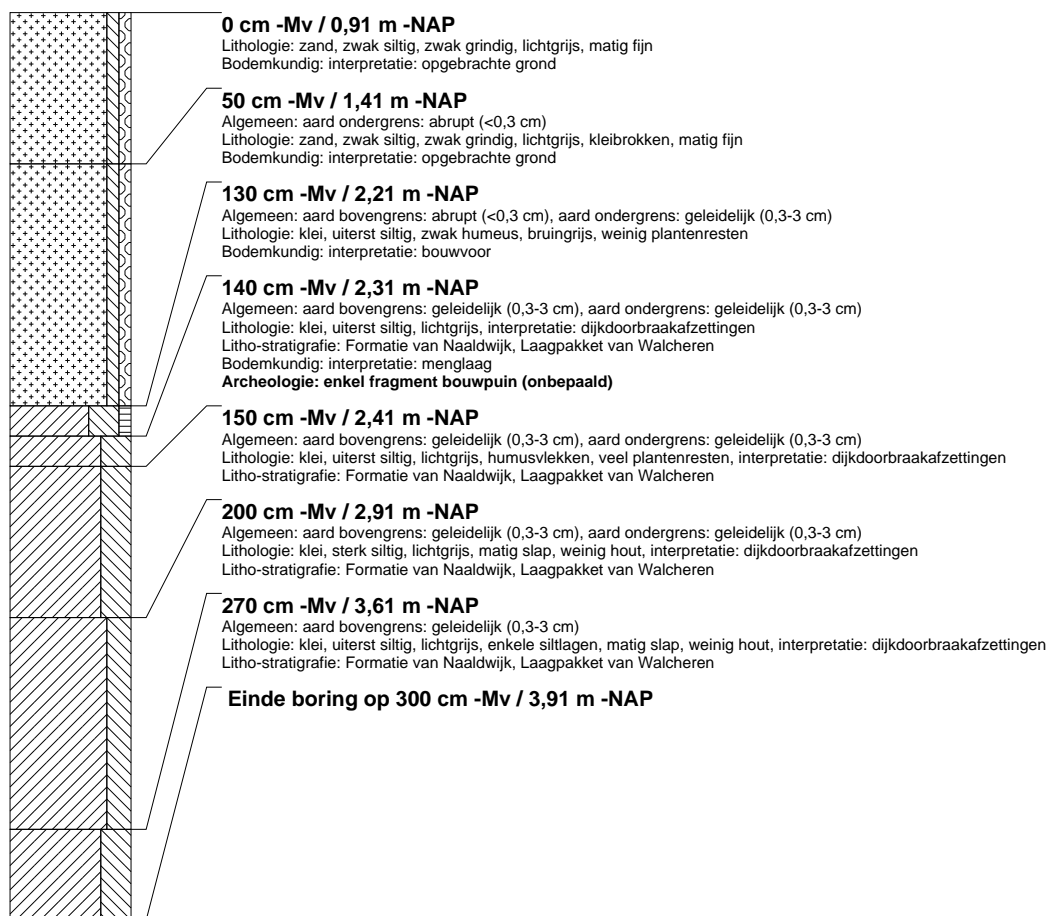 0 cm -Mv / 0,91 m -NAP
Lithologie: zand, zwak siltig, zwak grindig, lichtgrijs, matig fijn
Bodemkundig: interpretatie: opgebrachte grond
50 cm -Mv / 1,41 m -NAP
Algemeen: aard ondergrens: abrupt (<0,3 cm)
Lithologie: zand, zwak siltig, zwak grindig, lichtgrijs, kleibrokken, matig fijn
Bodemkundig: interpretatie: opgebrachte grond
130 cm -Mv / 2,21 m -NAP
Algemeen: aard bovengrens: abrupt (<0,3 cm), aard ondergrens: geleidelijk (0,3-3 cm)
Lithologie: klei, uiterst siltig, zwak humeus, bruingrijs, weinig plantenresten
Bodemkundig: interpretatie: bouwvoor
140 cm -Mv / 2,31 m -NAP
Algemeen: aard bovengrens: geleidelijk (0,3-3 cm), aard ondergrens: geleidelijk (0,3-3 cm)
Lithologie: klei, uiterst siltig, lichtgrijs, interpretatie: dijkdoorbraakafzettingen
Litho-stratigrafie: Formatie van Naaldwijk, Laagpakket van Walcheren
Bodemkundig: interpretatie: menglaag
Archeologie: enkel fragment bouwpuin (onbepaald)
150 cm -Mv / 2,41 m -NAP
Algemeen: aard bovengrens: geleidelijk (0,3-3 cm), aard ondergrens: geleidelijk (0,3-3 cm)
Lithologie: klei, uiterst siltig, lichtgrijs, humusvlekken, veel plantenresten, interpretatie: dijkdoorbraakafzettingen
Litho-stratigrafie: Formatie van Naaldwijk, Laagpakket van Walcheren
200 cm -Mv / 2,91 m -NAP
Algemeen: aard bovengrens: geleidelijk (0,3-3 cm), aard ondergrens: geleidelijk (0,3-3 cm)
Lithologie: klei, sterk siltig, lichtgrijs, matig slap, weinig hout, interpretatie: dijkdoorbraakafzettingen
Litho-stratigrafie: Formatie van Naaldwijk, Laagpakket van Walcheren
270 cm -Mv / 3,61 m -NAP
Algemeen: aard bovengrens: geleidelijk (0,3-3 cm)
Lithologie: klei, uiterst siltig, lichtgrijs, enkele siltlagen, matig slap, weinig hout, interpretatie: dijkdoorbraakafzettingen
Litho-stratigrafie: Formatie van Naaldwijk, Laagpakket van Walcheren
Einde boring op 300 cm -Mv / 3,91 m -NAP